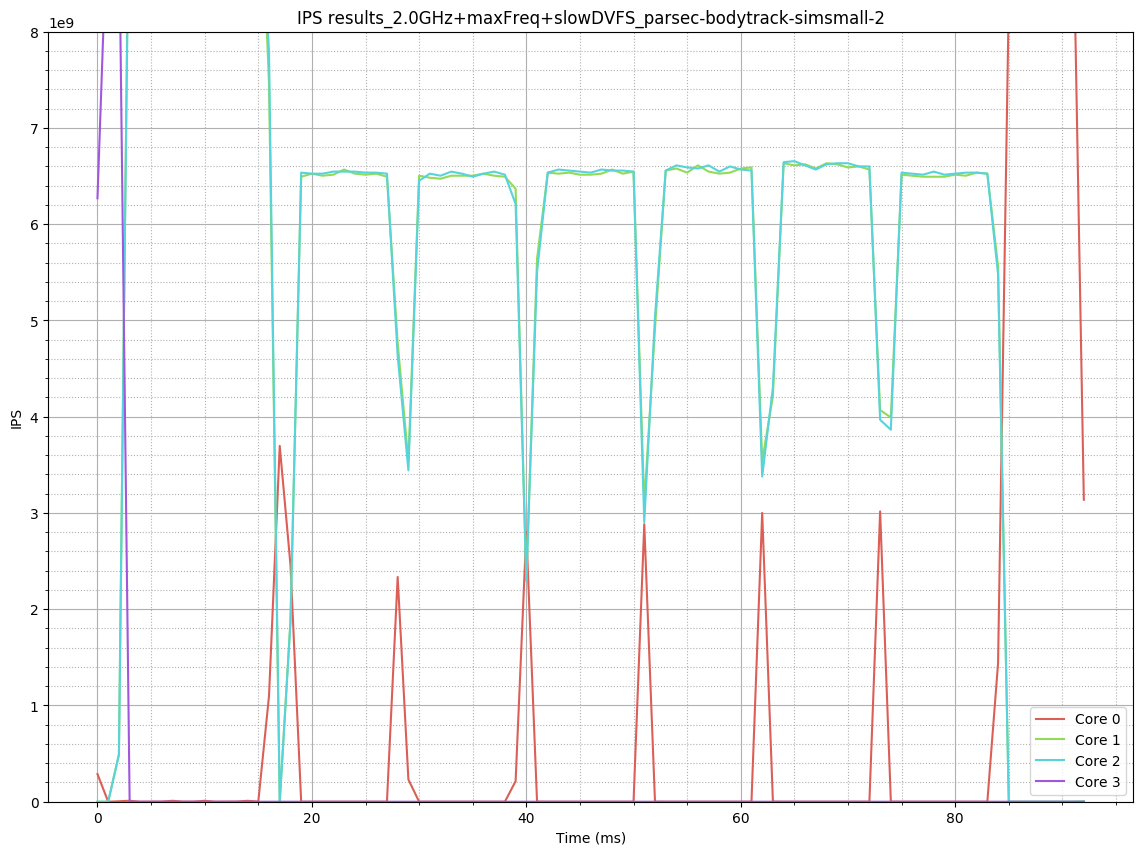 IPS results_2.0GHz+maxFreq+slowDVFS_parsec-bodytrack-simsmall-2
1e9
8
7
6
5
4
3
2
1
0
IPS
0 20 40 60 80
Time (ms)
Core 0
Core 1
Core 2
Core 3